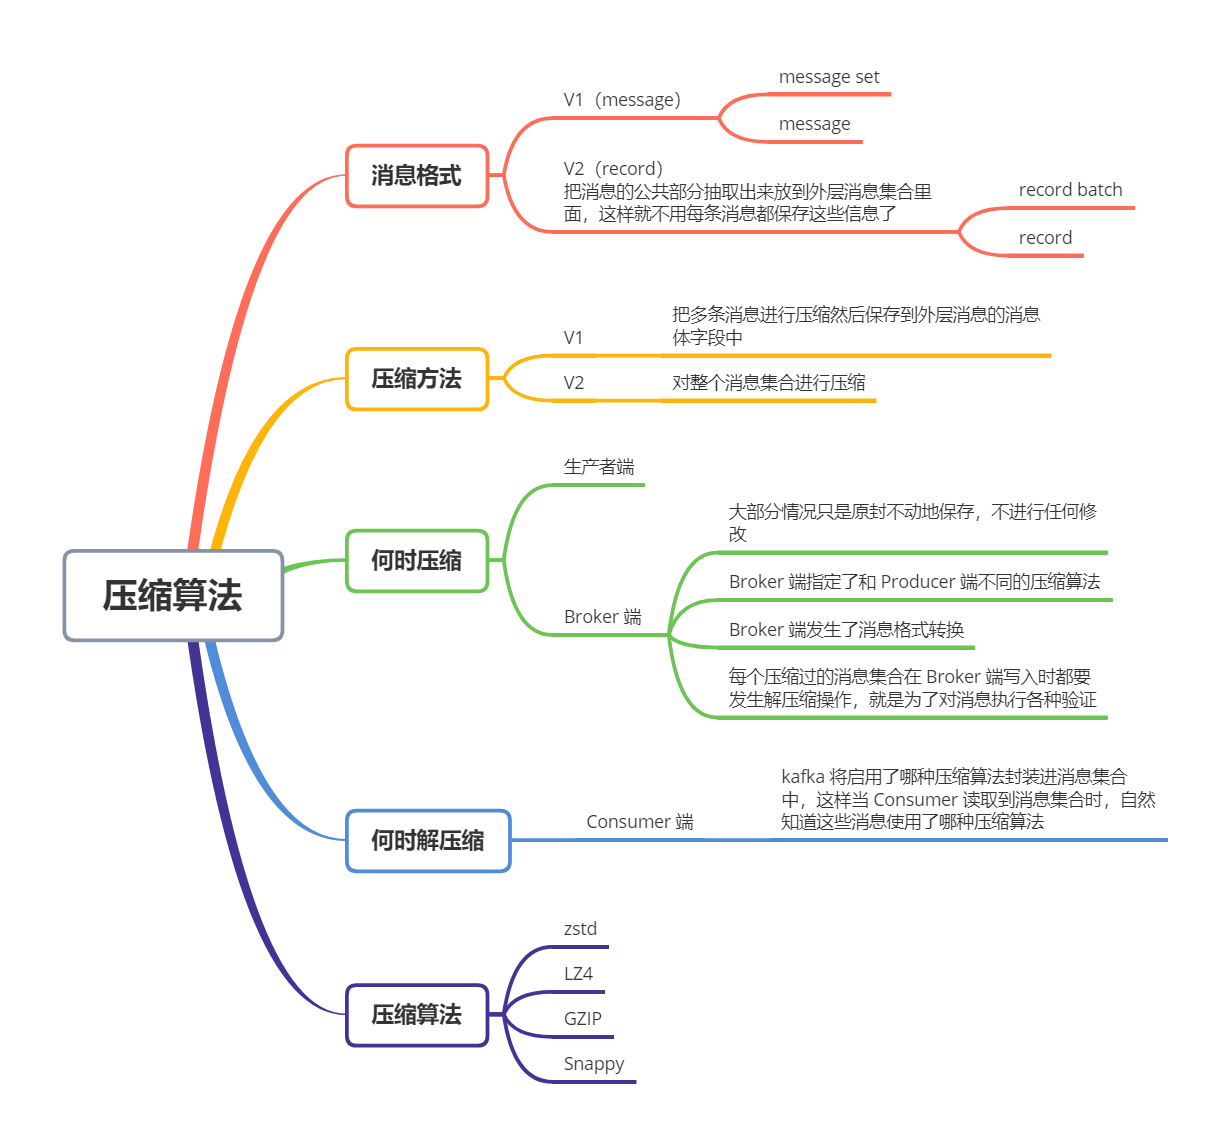 压缩算法
消息格式
V1（message）
message set
message
V2（record）
把消息的公共部分抽取出来放到外层消息集合里
面，这样就不用每条消息都保存这些信息了
record batch
record
压缩方法
V1
把多条消息进行压缩然后保存到外层消息的消息
体字段中
V2
对整个消息集合进行压缩
何时压缩
生产者端
Broker 端
大部分情况只是原封不动地保存，不进行任何修
改
Broker 端指定了和 Producer 端不同的压缩算法
Broker 端发生了消息格式转换
每个压缩过的消息集合在 Broker 端写入时都要
发生解压缩操作，就是为了对消息执行各种验证
何时解压缩
Consumer 端
kafka 将启用了哪种压缩算法封装进消息集合
中，这样当 Consumer 读取到消息集合时，自然
知道这些消息使用了哪种压缩算法
压缩算法
zstd
LZ4
GZIP
Snappy